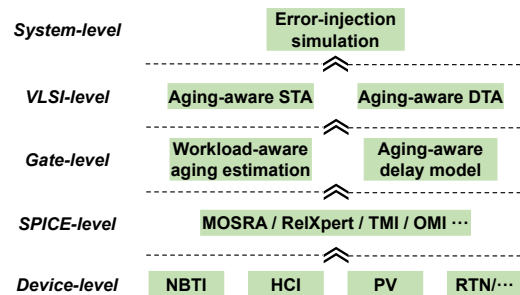 System-level
Error-injection
simulation
VLSI-level
Aging-aware STA
Aging-aware DTA
Gate-level
Workload-aware
aging estimation
Aging-aware
delay model
SPICE-level
MOSRA / RelXpert / TMI / OMI ···
Device-level
NBTI
HCI
PV
RTN/···